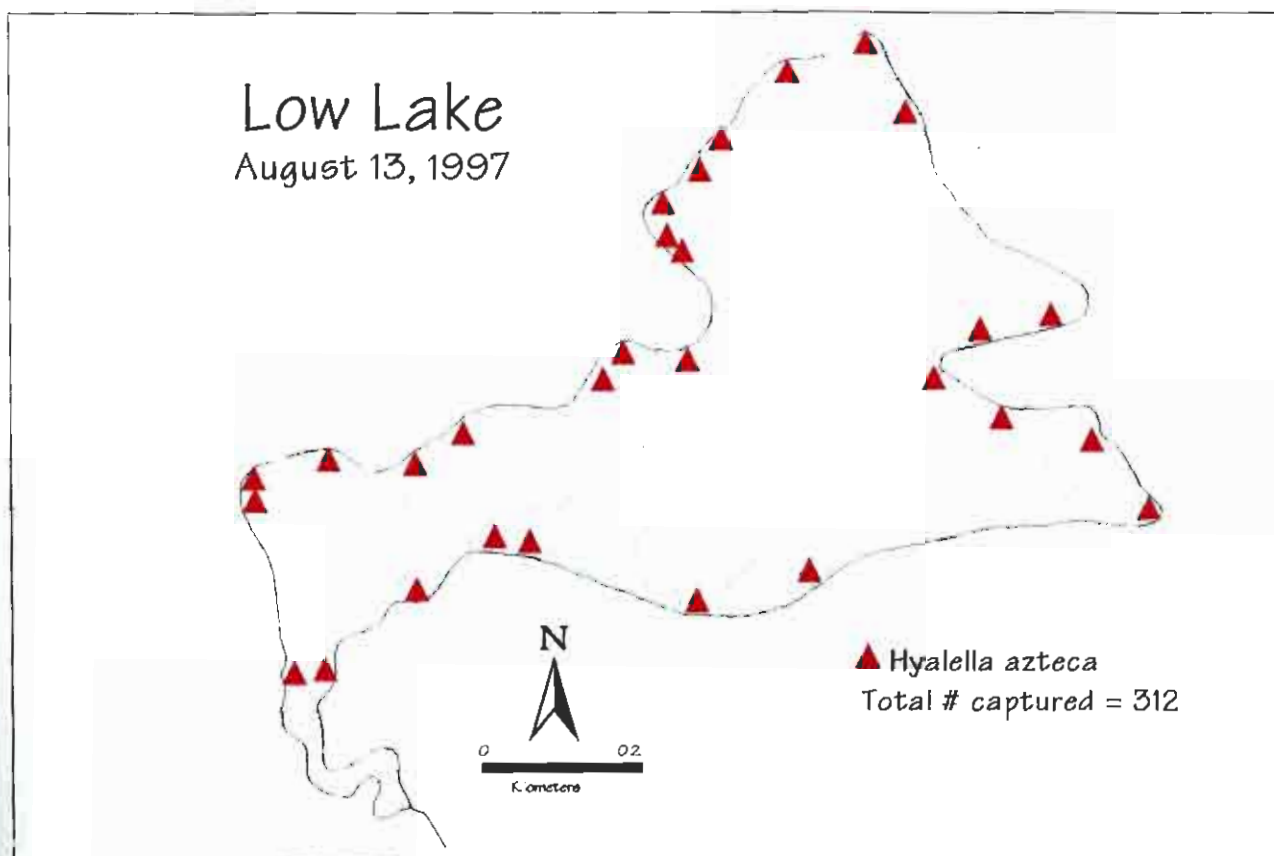 Low Lake
August 13, 1997
N
0 02
Hyalella azteca
Total # captured = 312